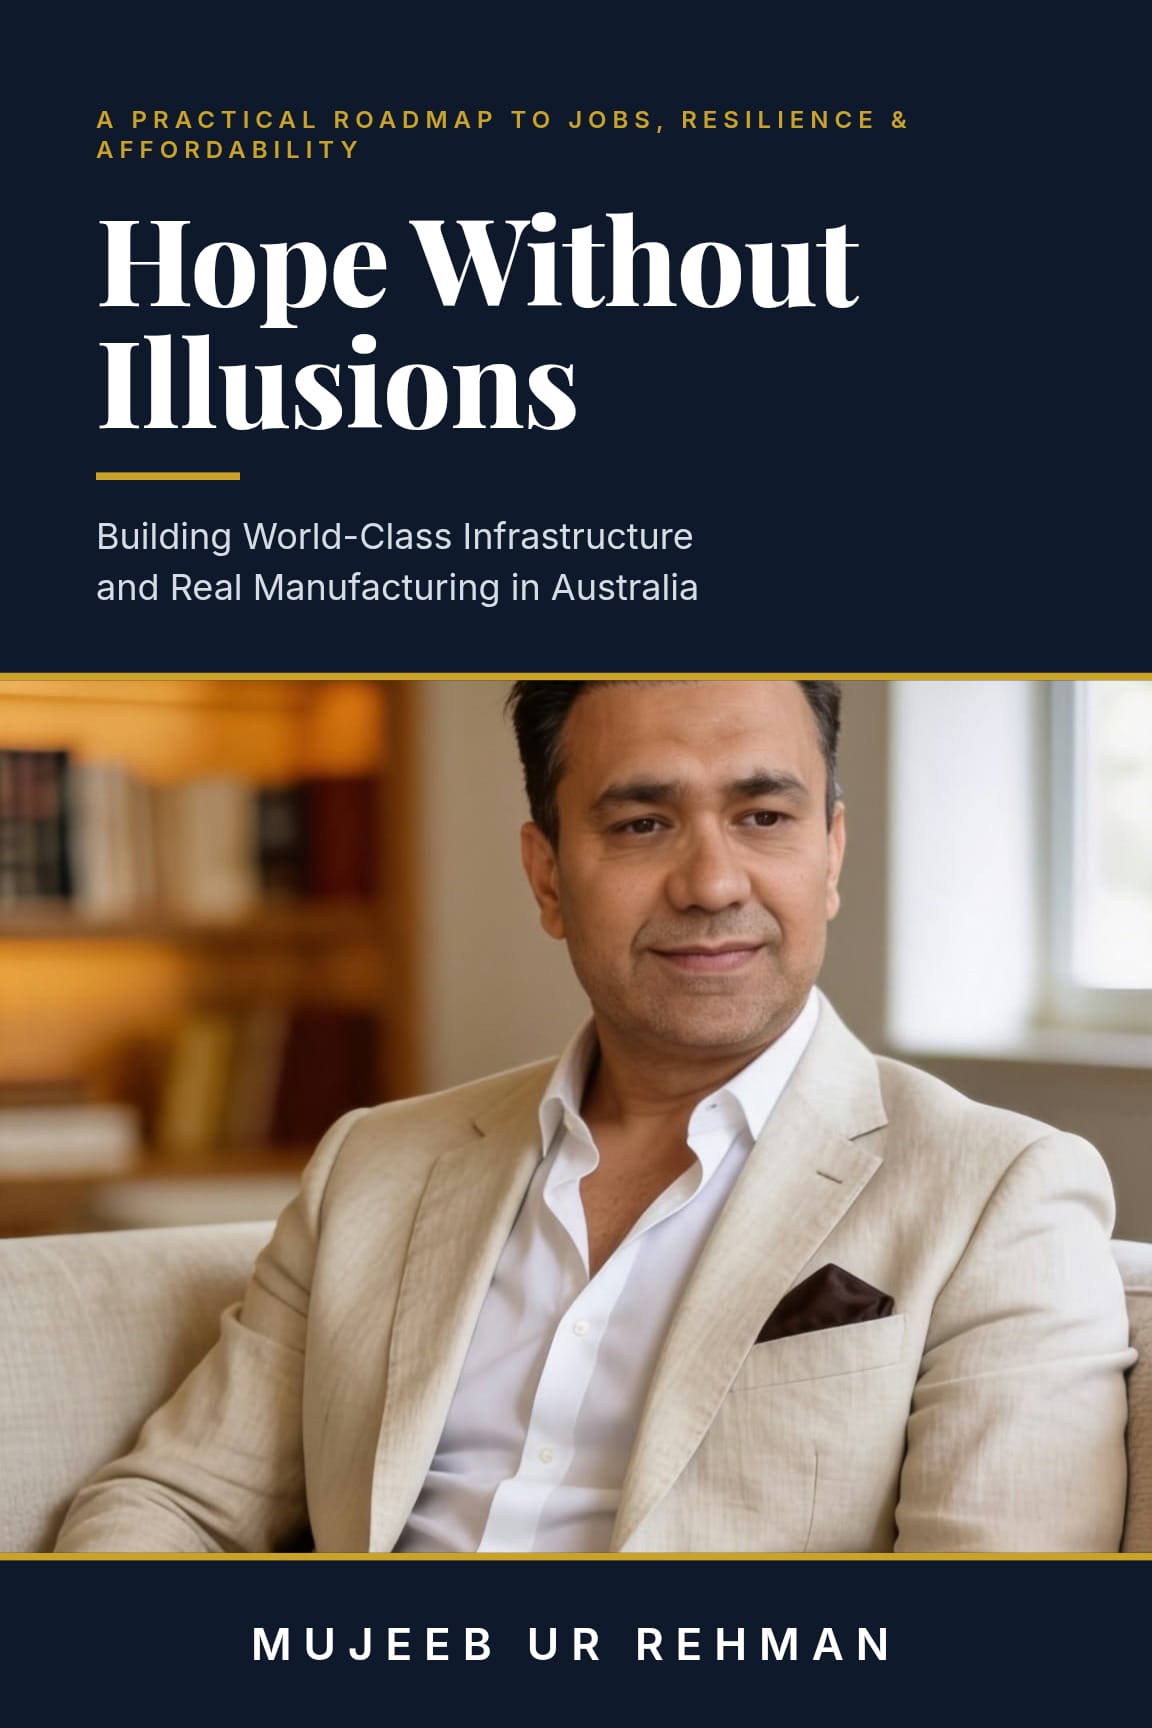 A PRACTICAL ROADMAP TO JOBS, RESILIENCE &
AFFORDABILITY
Hope Without
Illusions
Building World-Class Infrastructure
and Real Manufacturing in Australia
MUJEEB UR REHMAN